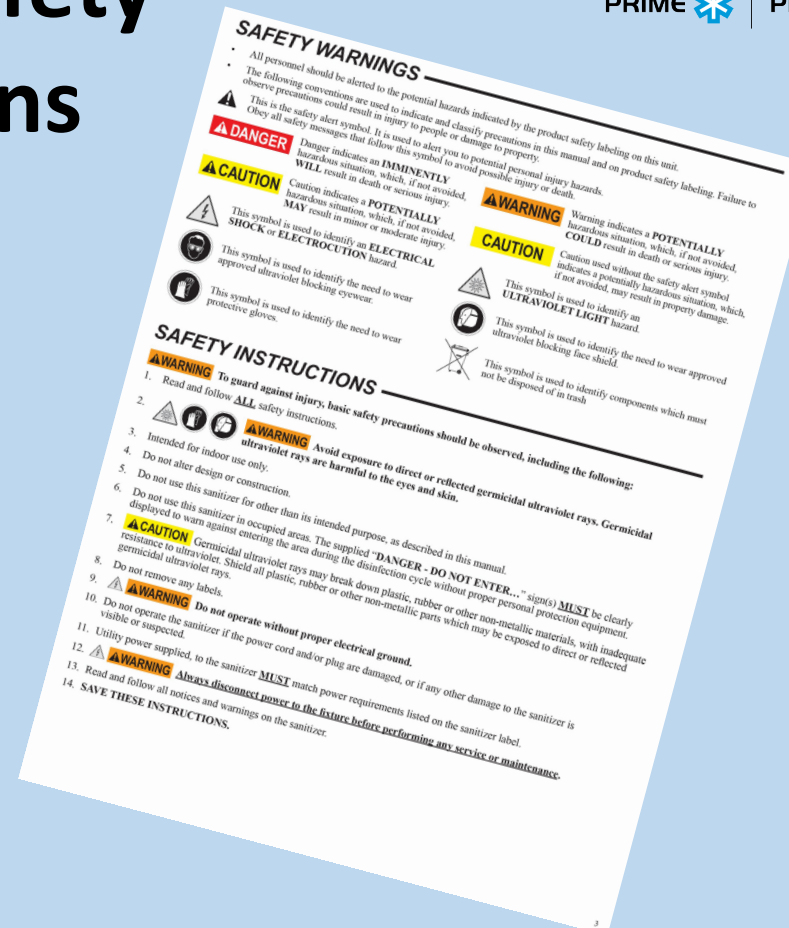 iety
ns
PRIME
P
SAFETY WARNINGS
• All personnel should be alerted to the potential hazards indicated by the product safety labeling on this unit.
• The following conventions are used to indicate and classify precautions in this manual and on product safety labeling. Failure to
observe precautions could result in injury to people or damage to property.
This is the safety alert symbol. It is used to alert you to potential personal injury hazards.
Obey all safety messages that follow this symbol to avoid possible injury or death.
DANGER
Danger indicates an IMMINENTLY
hazardous situation, which, if not avoided,
WILL result in death or serious injury.
WARNING
Warning indicates a POTENTIALLY
hazardous situation, which, if not avoided,
COULD result in death or serious injury.
CAUTION
Caution indicates a POTENTIALLY
hazardous situation, which, if not avoided,
MAY result in minor or moderate injury.
CAUTION
Caution used without the safety alert symbol
indicates a potentially hazardous situation, which,
if not avoided, may result in property damage.
This symbol is used to identify an ELECTRICAL
SHOCK or ELECTROCUTION hazard.
This symbol is used to identify an
ULTRAVIOLET LIGHT hazard.
This symbol is used to identify the need to wear
approved ultraviolet blocking eyewear.
This symbol is used to identify the need to wear approved
ultraviolet blocking face shield.
This symbol is used to identify the need to wear
protective gloves.
This symbol is used to identify components which must
not be disposed of in trash
SAFETY INSTRUCTIONS
WARNING To guard against injury, basic safety precautions should be observed, including the following:
1. Read and follow ALL safety instructions.
2. WARNING Avoid exposure to direct or reflected germicidal ultraviolet rays. Germicidal
ultraviolet rays are harmful to the eyes and skin.
3. Intended for indoor use only.
4. Do not alter design or construction.
5. Do not use this sanitizer for other than its intended purpose, as described in this manual.
6. Do not use this sanitizer in occupied areas. The supplied “DANGER - DO NOT ENTER...” sign(s) MUST be clearly
displayed to warn against entering the area during the disinfection cycle without proper personal protection equipment.
7. CAUTION Germicidal ultraviolet rays may break down plastic, rubber or other non-metallic materials, with inadequate
resistance to ultraviolet. Shield all plastic, rubber or other non-metallic parts which may be exposed to direct or reflected
germicidal ultraviolet rays.
8. Do not remove any labels.
9. WARNING Do not operate without proper electrical ground.
10. Do not operate the sanitizer if the power cord and/or plug are damaged, or if any other damage to the sanitizer is
visible or suspected.
11. Utility power supplied, to the sanitizer MUST match power requirements listed on the sanitizer label.
12. WARNING Always disconnect power to the fixture before performing any service or maintenance.
13. Read and follow all notices and warnings on the sanitizer.
14. SAVE THESE INSTRUCTIONS.
3